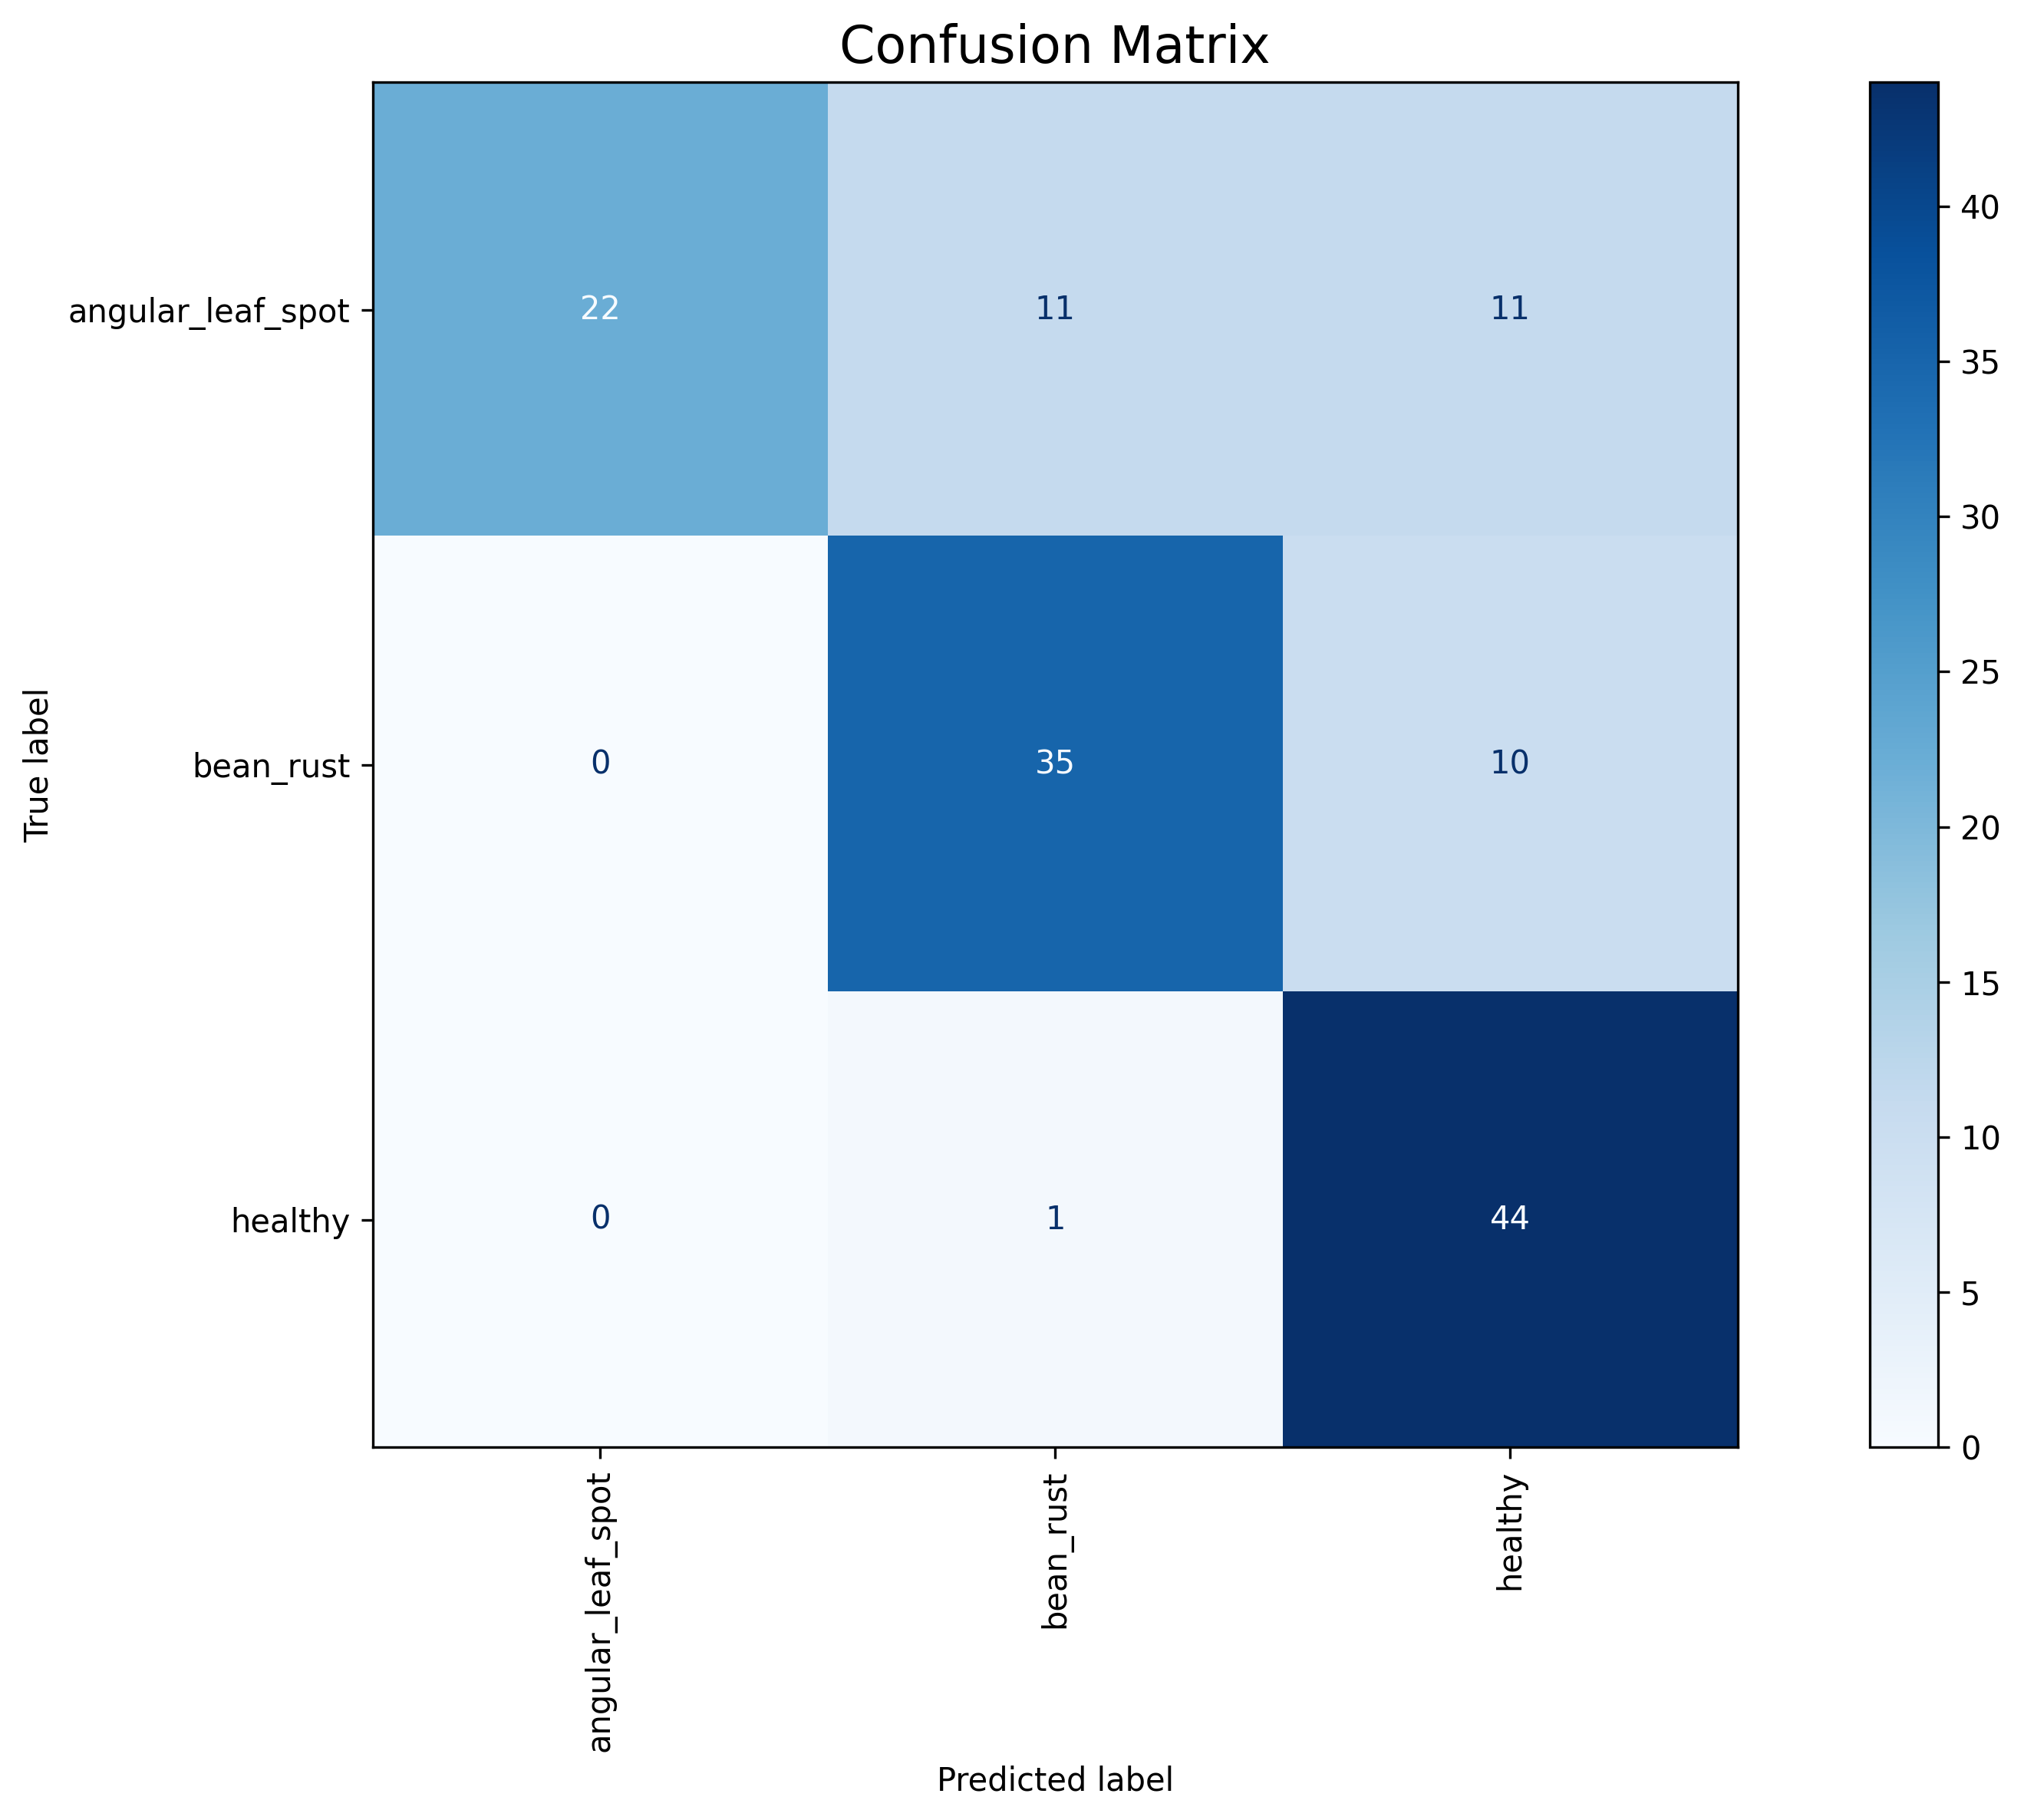 Confusion Matrix
angular_leaf_spot
22
11
11
bean_rust
0
35
10
healthy
0
1
44
True label
angular_leaf_spot
bean_rust
healthy
Predicted label
40
35
30
25
20
15
10
5
0